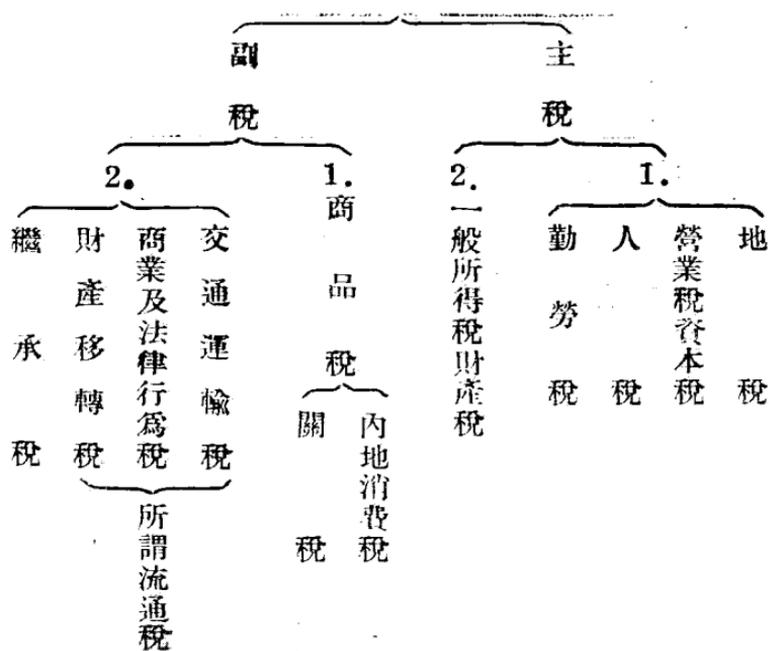 主稅
1.
地稅
營業稅資本稅
人稅
勤勞稅
2.
一般所得稅財產稅
副稅
1.
商品稅
內地消費稅
關稅
2.
交通運輸稅
商業及法律行爲稅
財產移轉稅
繼承稅
所謂流通稅